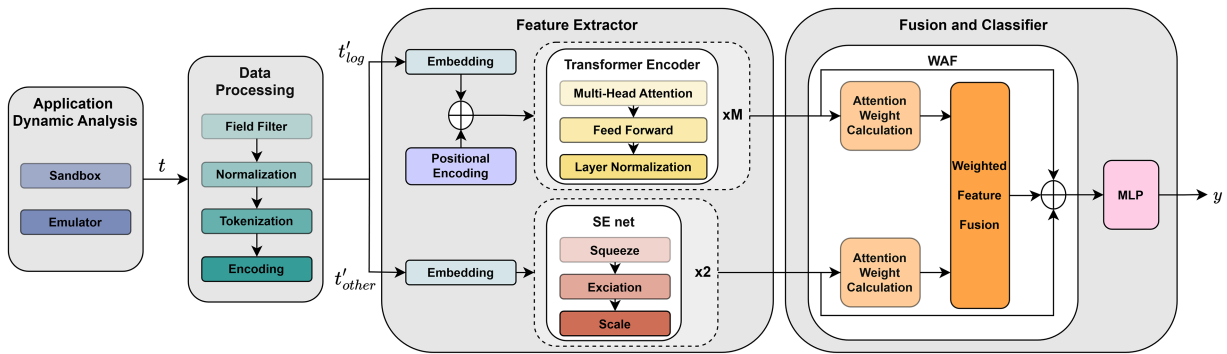 Application
Dynamic Analysis
Sandbox
Emulator
t
Data
Processing
Field Filter
Normalization
Tokenization
Encoding
t'log
t'other
Feature Extractor
Embedding
Positional
Encoding
Transformer Encoder
Multi-Head Attention
Feed Forward
Layer Normalization
xM
Embedding
SE net
Squeeze
Exciation
Scale
x2
Fusion and Classifier
WAF
Attention
Weight
Calculation
Attention
Weight
Calculation
Weighted
Feature
Fusion
MLP
y